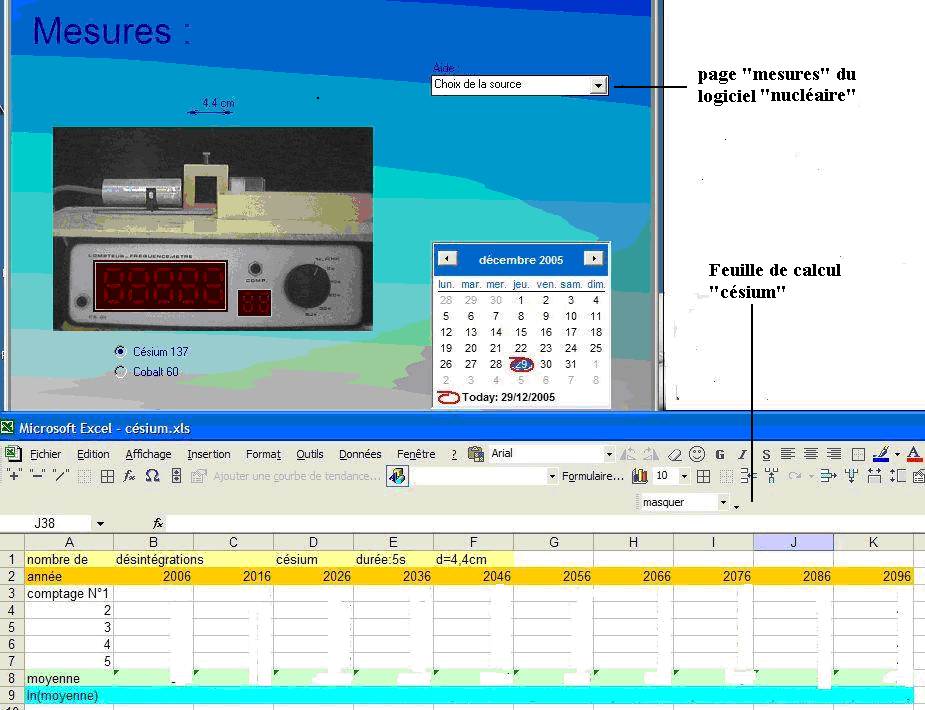 Mesures :
Aide :
Choix de la source
page "mesures" du
logiciel "nucléaire"
4.4 cm
COMPTEUR_FREQUENCEMETRE
décembre 2005
lun. mar. mer. jeu. ven. sam. dim.
28 29 30 1 2 3 4
5 6 7 8 9 10 11
12 13 14 15 16 17 18
19 20 21 22 23 24 25
26 27 28 29 30 31 1
2 3 4 5 6 7 8
Today: 29/12/2005
Feuille de calcul
"césium"
Césium 137
Cobalt 60
Microsoft Excel - césium.xls
Fichier Edition Affichage Insertion Format Outils Données Fenêtre ? Arial G I S
Ajouter une courbe de tendance... Formulaire... 10
masquer
J38 fx
A B C D E F G H I J K
1 nombre de désintégrations césium durée:5s d=4,4cm
2 année 2006 2016 2026 2036 2046 2056 2066 2076 2086 2096
3 comptage N°1
4 2
5 3
6 4
7 5
8 moyenne
9 ln(moyenne)